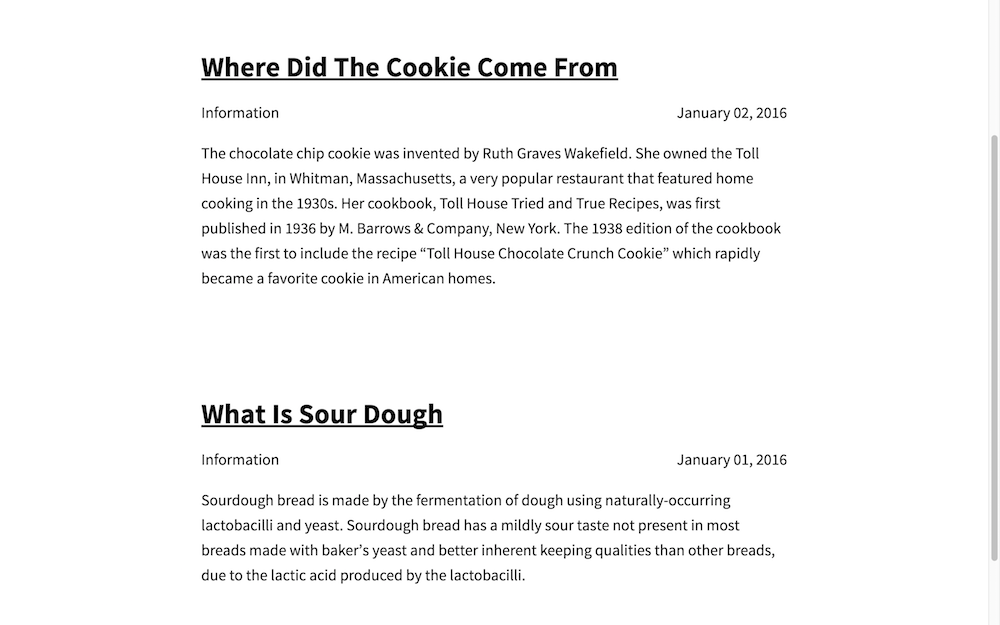 Where Did The Cookie Come From
Information
January 02, 2016
The chocolate chip cookie was invented by Ruth Graves Wakefield. She owned the Toll
House Inn, in Whitman, Massachusetts, a very popular restaurant that featured home
cooking in the 1930s. Her cookbook, Toll House Tried and True Recipes, was first
published in 1936 by M. Barrows & Company, New York. The 1938 edition of the cookbook
was the first to include the recipe “Toll House Chocolate Crunch Cookie” which rapidly
became a favorite cookie in American homes.
What Is Sour Dough
Information
January 01, 2016
Sourdough bread is made by the fermentation of dough using naturally-occurring
lactobacilli and yeast. Sourdough bread has a mildly sour taste not present in most
breads made with baker’s yeast and better inherent keeping qualities than other breads,
due to the lactic acid produced by the lactobacilli.